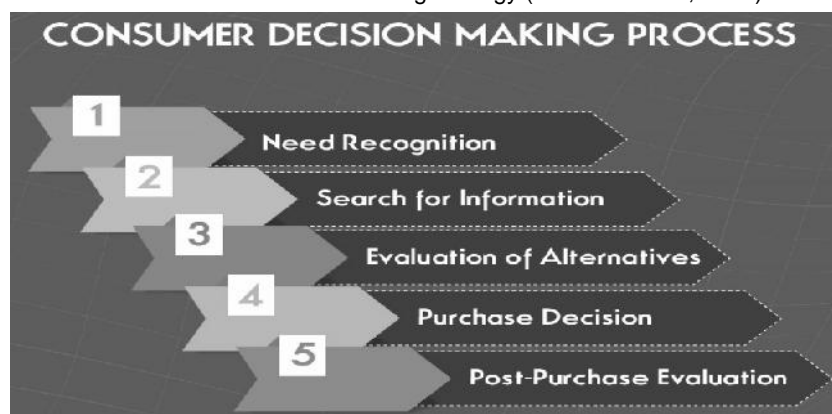 CONSUMER DECISION MAKING PROCESS
1
Need Recognition
2
Search for Information
3
Evaluation of Alternatives
4
Purchase Decision
5
Post-Purchase Evaluation